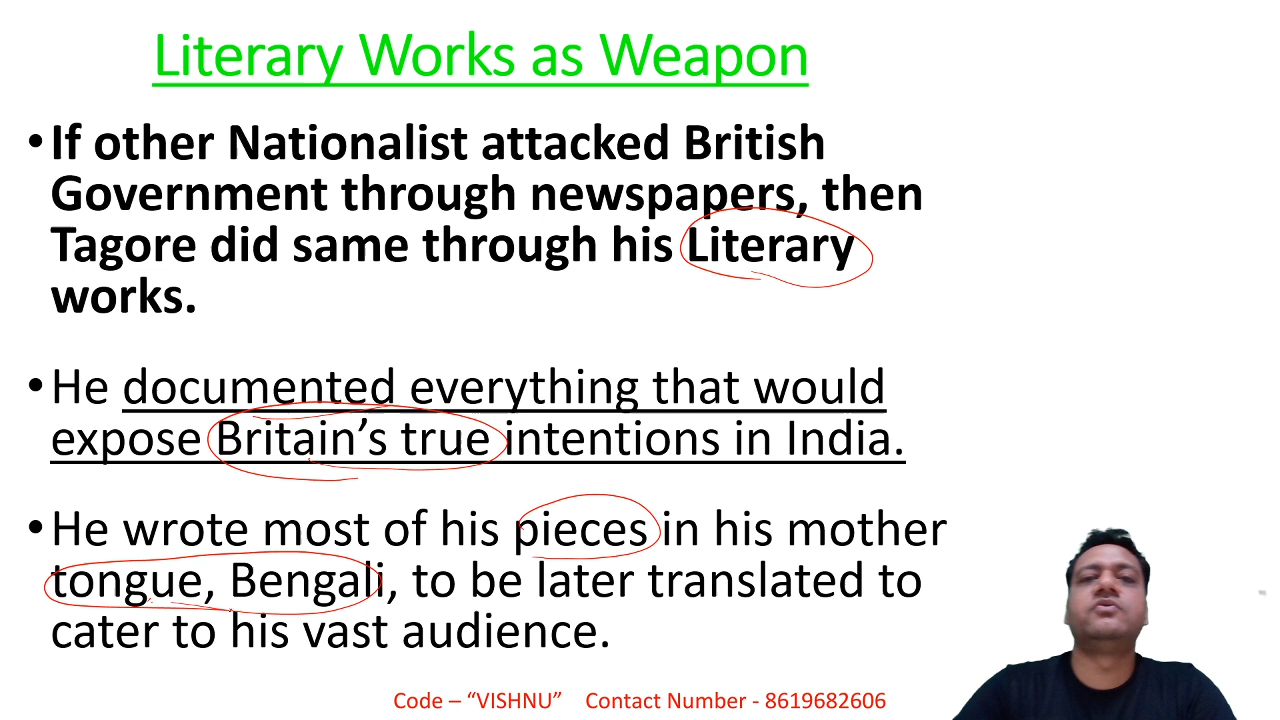 Literary Works as Weapon
•If other Nationalist attacked British
Government through newspapers, then
Tagore did same through his Literary
works.
•He documented everything that would
expose Britain’s true intentions in India.
•He wrote most of his pieces in his mother
tongue, Bengali, to be later translated to
cater to his vast audience.
Code – “VISHNU” Contact Number - 8619682606